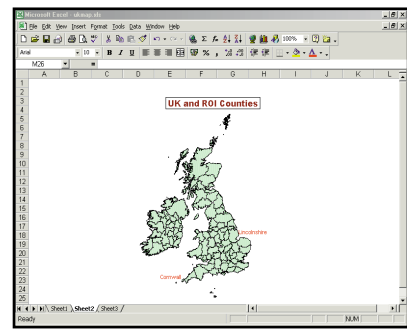 Microsoft Excel - ukmap.xls
File Edit View Insert Format Tools Data Window Help
100%
Arial 10 B I U %
M26 =
A B C D E F G H I J K L
1
2
3
4
5
6
7
8
9
10
11
12
13
14
15
16
17
18
19
20
21
22
23
24
25
UK and ROI Counties
Lincolnshire
Cornwall
Sheet1 Sheet2 Sheet3
Ready NUM